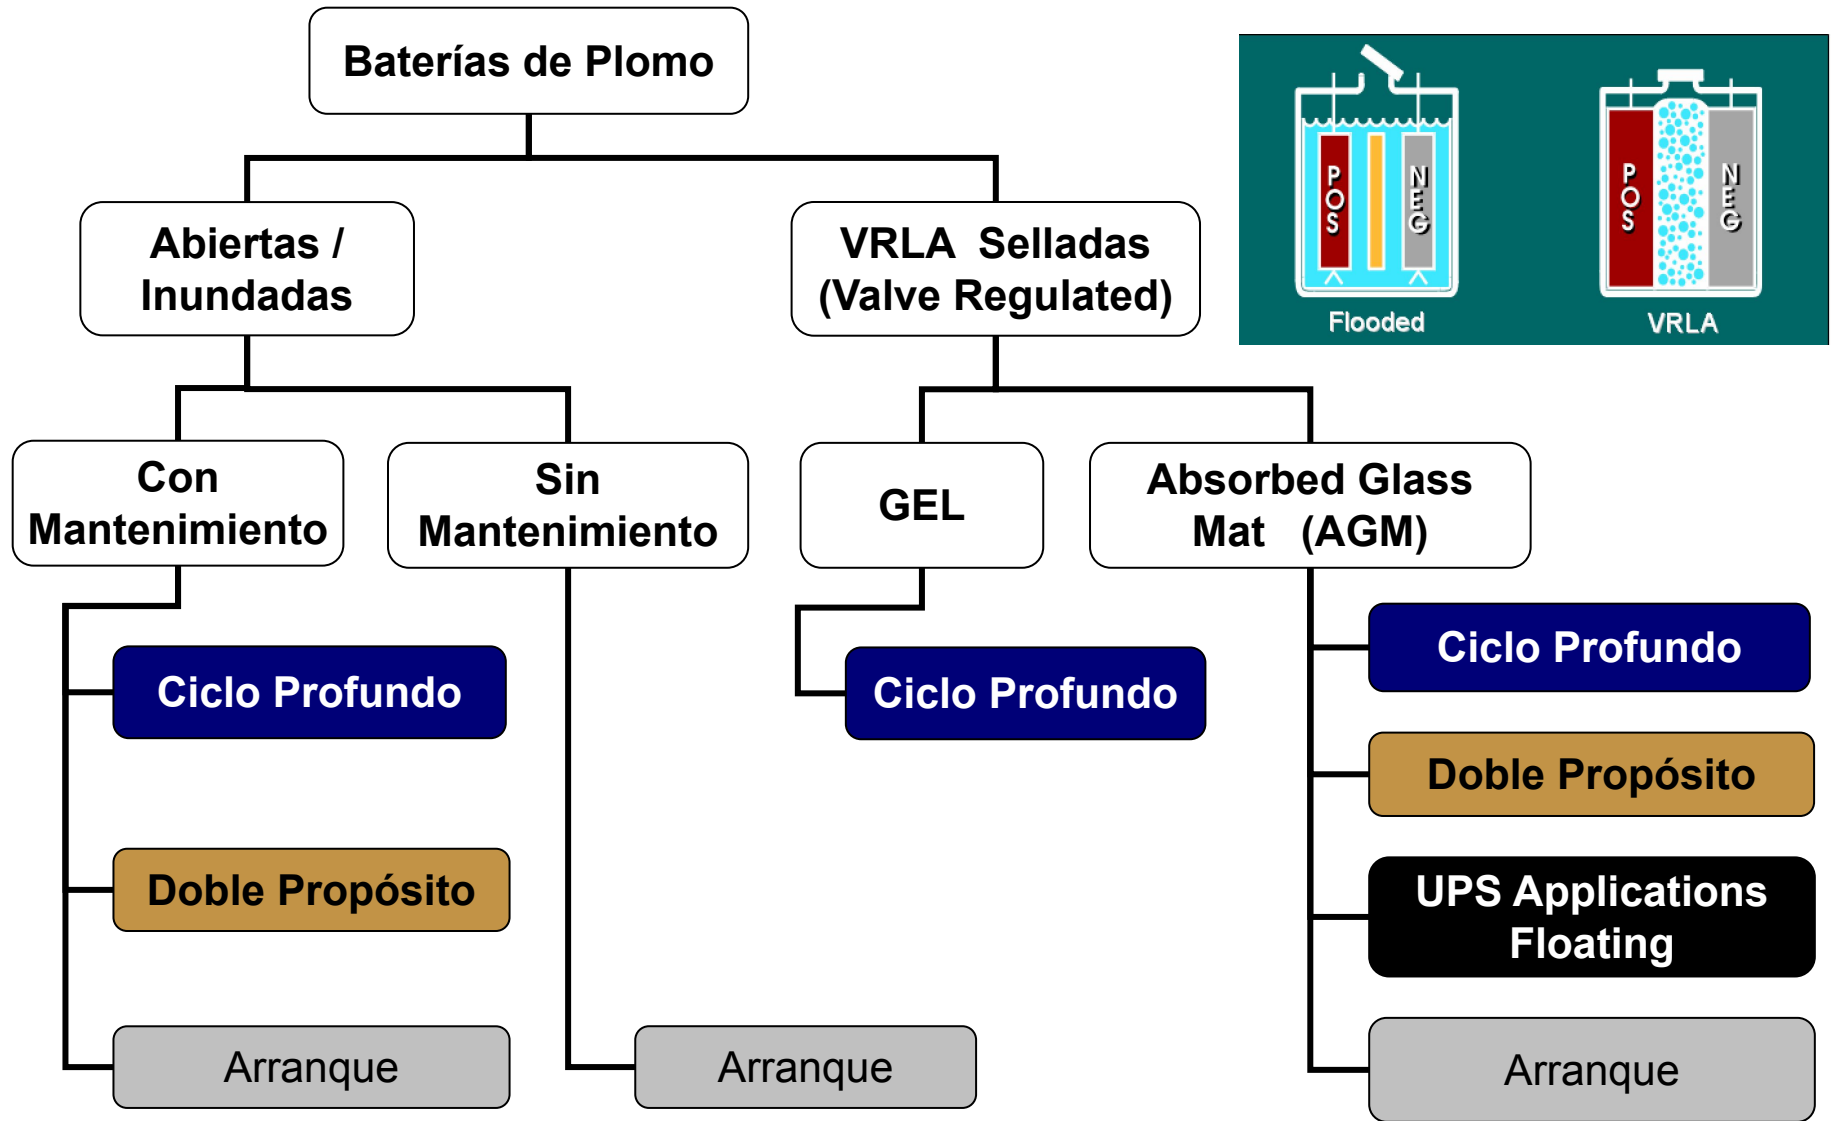 Baterías de Plomo
POS
NEG
Flooded
POS
NEG
VRLA
Abiertas /
Inundadas
VRLA Selladas
(Valve Regulated)
Con
Mantenimiento
Sin
Mantenimiento
GEL
Absorbed Glass
Mat (AGM)
Ciclo Profundo
Doble Propósito
Arranque
Arranque
Ciclo Profundo
Ciclo Profundo
Doble Propósito
UPS Applications
Floating
Arranque